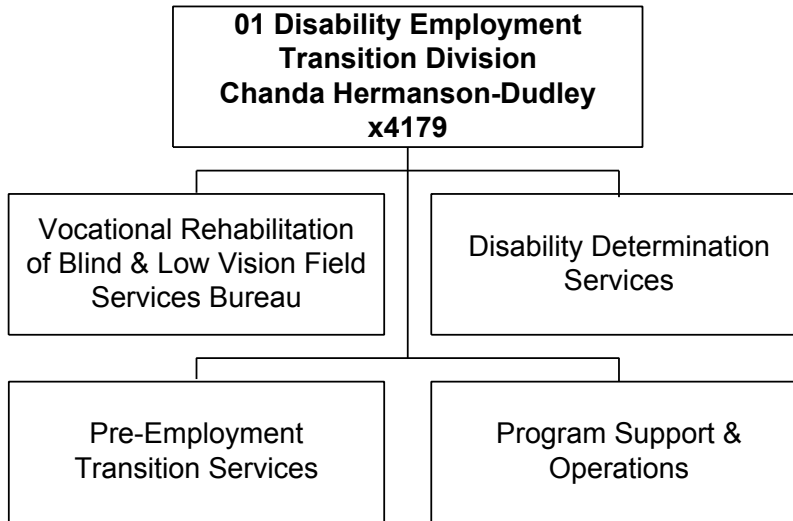 01 Disability Employment
Transition Division
Chanda Hermanson-Dudley
x4179
Vocational Rehabilitation
of Blind & Low Vision Field
Services Bureau
Disability Determination
Services
Pre-Employment
Transition Services
Program Support &
Operations